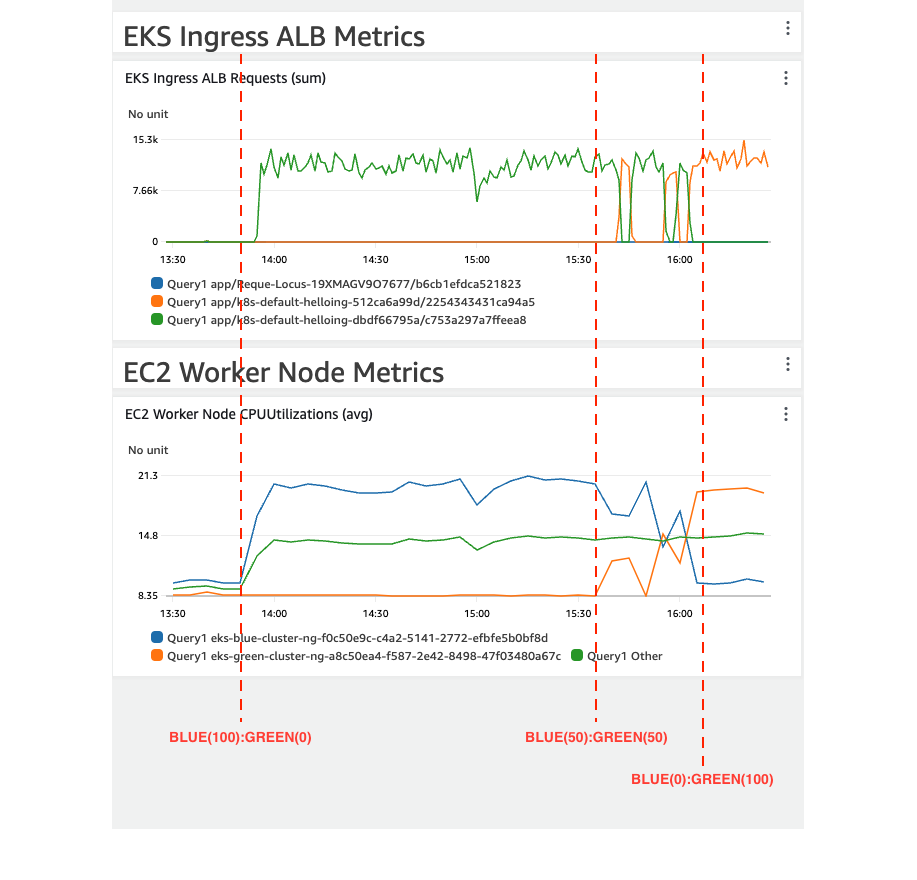 EKS Ingress ALB Metrics
EKS Ingress ALB Requests (sum)
No unit
15.3k
7.66k
0
13:30 14:00 14:30 15:00 15:30 16:00
Query1 app/Reque-Locus-19XMAGV9O7677/b6cb1efdca521823
Query1 app/k8s-default-helloing-512ca6a99d/2254343431ca94a5
Query1 app/k8s-default-helloing-dbdf66795a/c753a297a7ffeea8
EC2 Worker Node Metrics
EC2 Worker Node CPUUtilizations (avg)
No unit
21.3
14.8
8.35
13:30 14:00 14:30 15:00 15:30 16:00
Query1 eks-blue-cluster-ng-f0c50e9c-c4a2-5141-2772-efbfe5b0bf8d
Query1 eks-green-cluster-ng-a8c50ea4-f587-2e42-8498-47f03480a67c Query1 Other
BLUE(100):GREEN(0) BLUE(50):GREEN(50)
BLUE(0):GREEN(100)